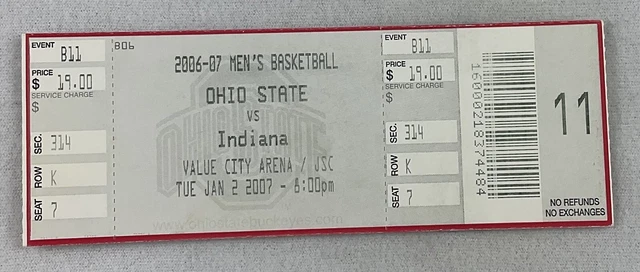 EVENT B11
PRICE
$ 19.00
SERVICE CHARGE
$
SEC. 314
ROW K
SEAT 7
B06
2006-07 MEN'S BASKETBALL
OHIO STATE
VS
Indiana
VALUE CITY ARENA / JSC
TUE JAN 2 2007 - 6:00pm
EVENT B11
PRICE
$ 19.00
SERVICE CHARGE
$
SEC. 314
ROW K
SEAT 7
160000218374484
11
NO REFUNDS
NO EXCHANGES